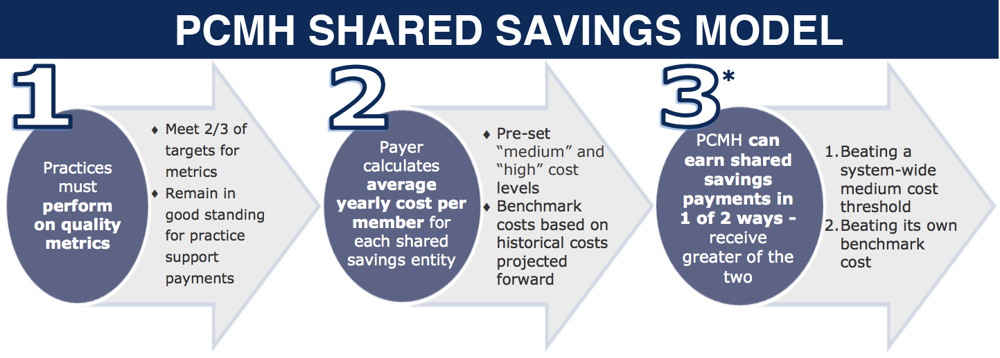 PCMH SHARED SAVINGS MODEL
1
Practices
must
perform
on quality
metrics
♦ Meet 2/3 of
targets for
metrics
♦ Remain in
good standing
for practice
support
payments
2
Payer
calculates
average
yearly cost per
member for
each shared
savings entity
♦ Pre-set
“medium” and
“high” cost
levels
♦ Benchmark
costs based on
historical costs
projected
forward
3*
PCMH can
earn shared
savings
payments in
1 of 2 ways -
receive
greater of the
two
1. Beating a
system-wide
medium cost
threshold
2. Beating its own
benchmark
cost